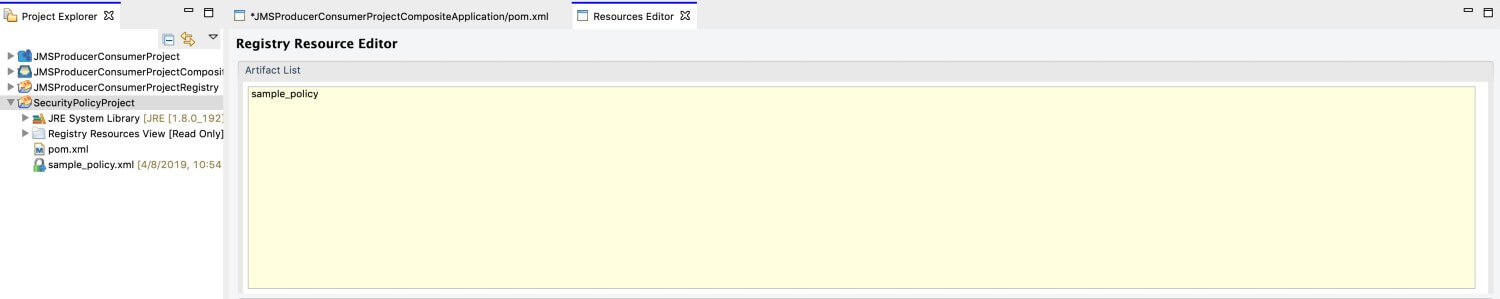 Project Explorer
*JMSProducerConsumerProjectCompositeApplication/pom.xml
Resources Editor
JMSProducerConsumerProject
JMSProducerConsumerProjectComposit
JMSProducerConsumerProjectRegistry
SecurityPolicyProject
JRE System Library [JRE [1.8.0_192]
Registry Resources View [Read Only]
pom.xml
sample_policy.xml [4/8/2019, 10:54
Registry Resource Editor
Artifact List
sample_policy